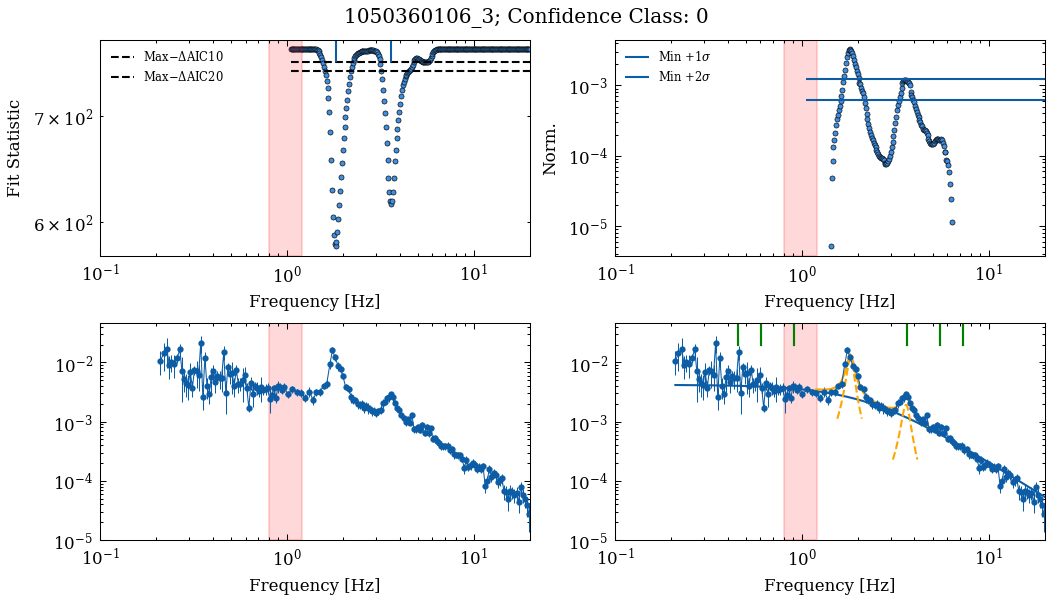 1050360106_3; Confidence Class: 0
Max−ΔAIC10
Max−ΔAIC20
Fit Statistic
7 × 10²
6 × 10²
10⁻¹ 10⁰ 10¹
Frequency [Hz]
Min +1σ
Min +2σ
Norm.
10⁻³
10⁻⁴
10⁻⁵
10⁻¹ 10⁰ 10¹
Frequency [Hz]
10⁻²
10⁻³
10⁻⁴
10⁻⁵
10⁻¹ 10⁰ 10¹
Frequency [Hz]
10⁻²
10⁻³
10⁻⁴
10⁻⁵
10⁻¹ 10⁰ 10¹
Frequency [Hz]